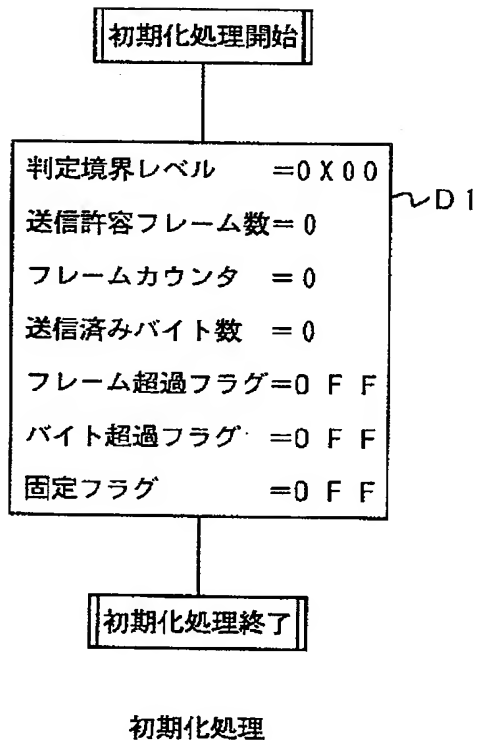 初期化処理開始
判定境界レベル =0X00
送信許容フレーム数=0
フレームカウンタ =0
送信済みバイト数 =0
フレーム超過フラグ=OFF
バイト超過フラグ =OFF
固定フラグ =OFF
D1
初期化処理終了
初期化処理